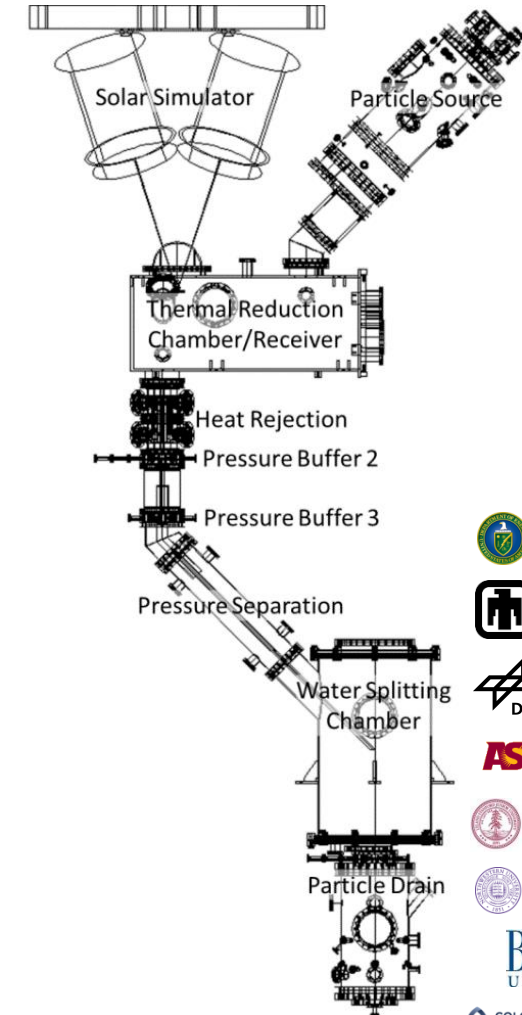 Solar Simulator
Particle Source
Thermal Reduction
Chamber/Receiver
Heat Rejection
Pressure Buffer 2
Pressure Buffer 3
Pressure Separation
Water Splitting
Chamber
Particle Drain
D
AS
B
U